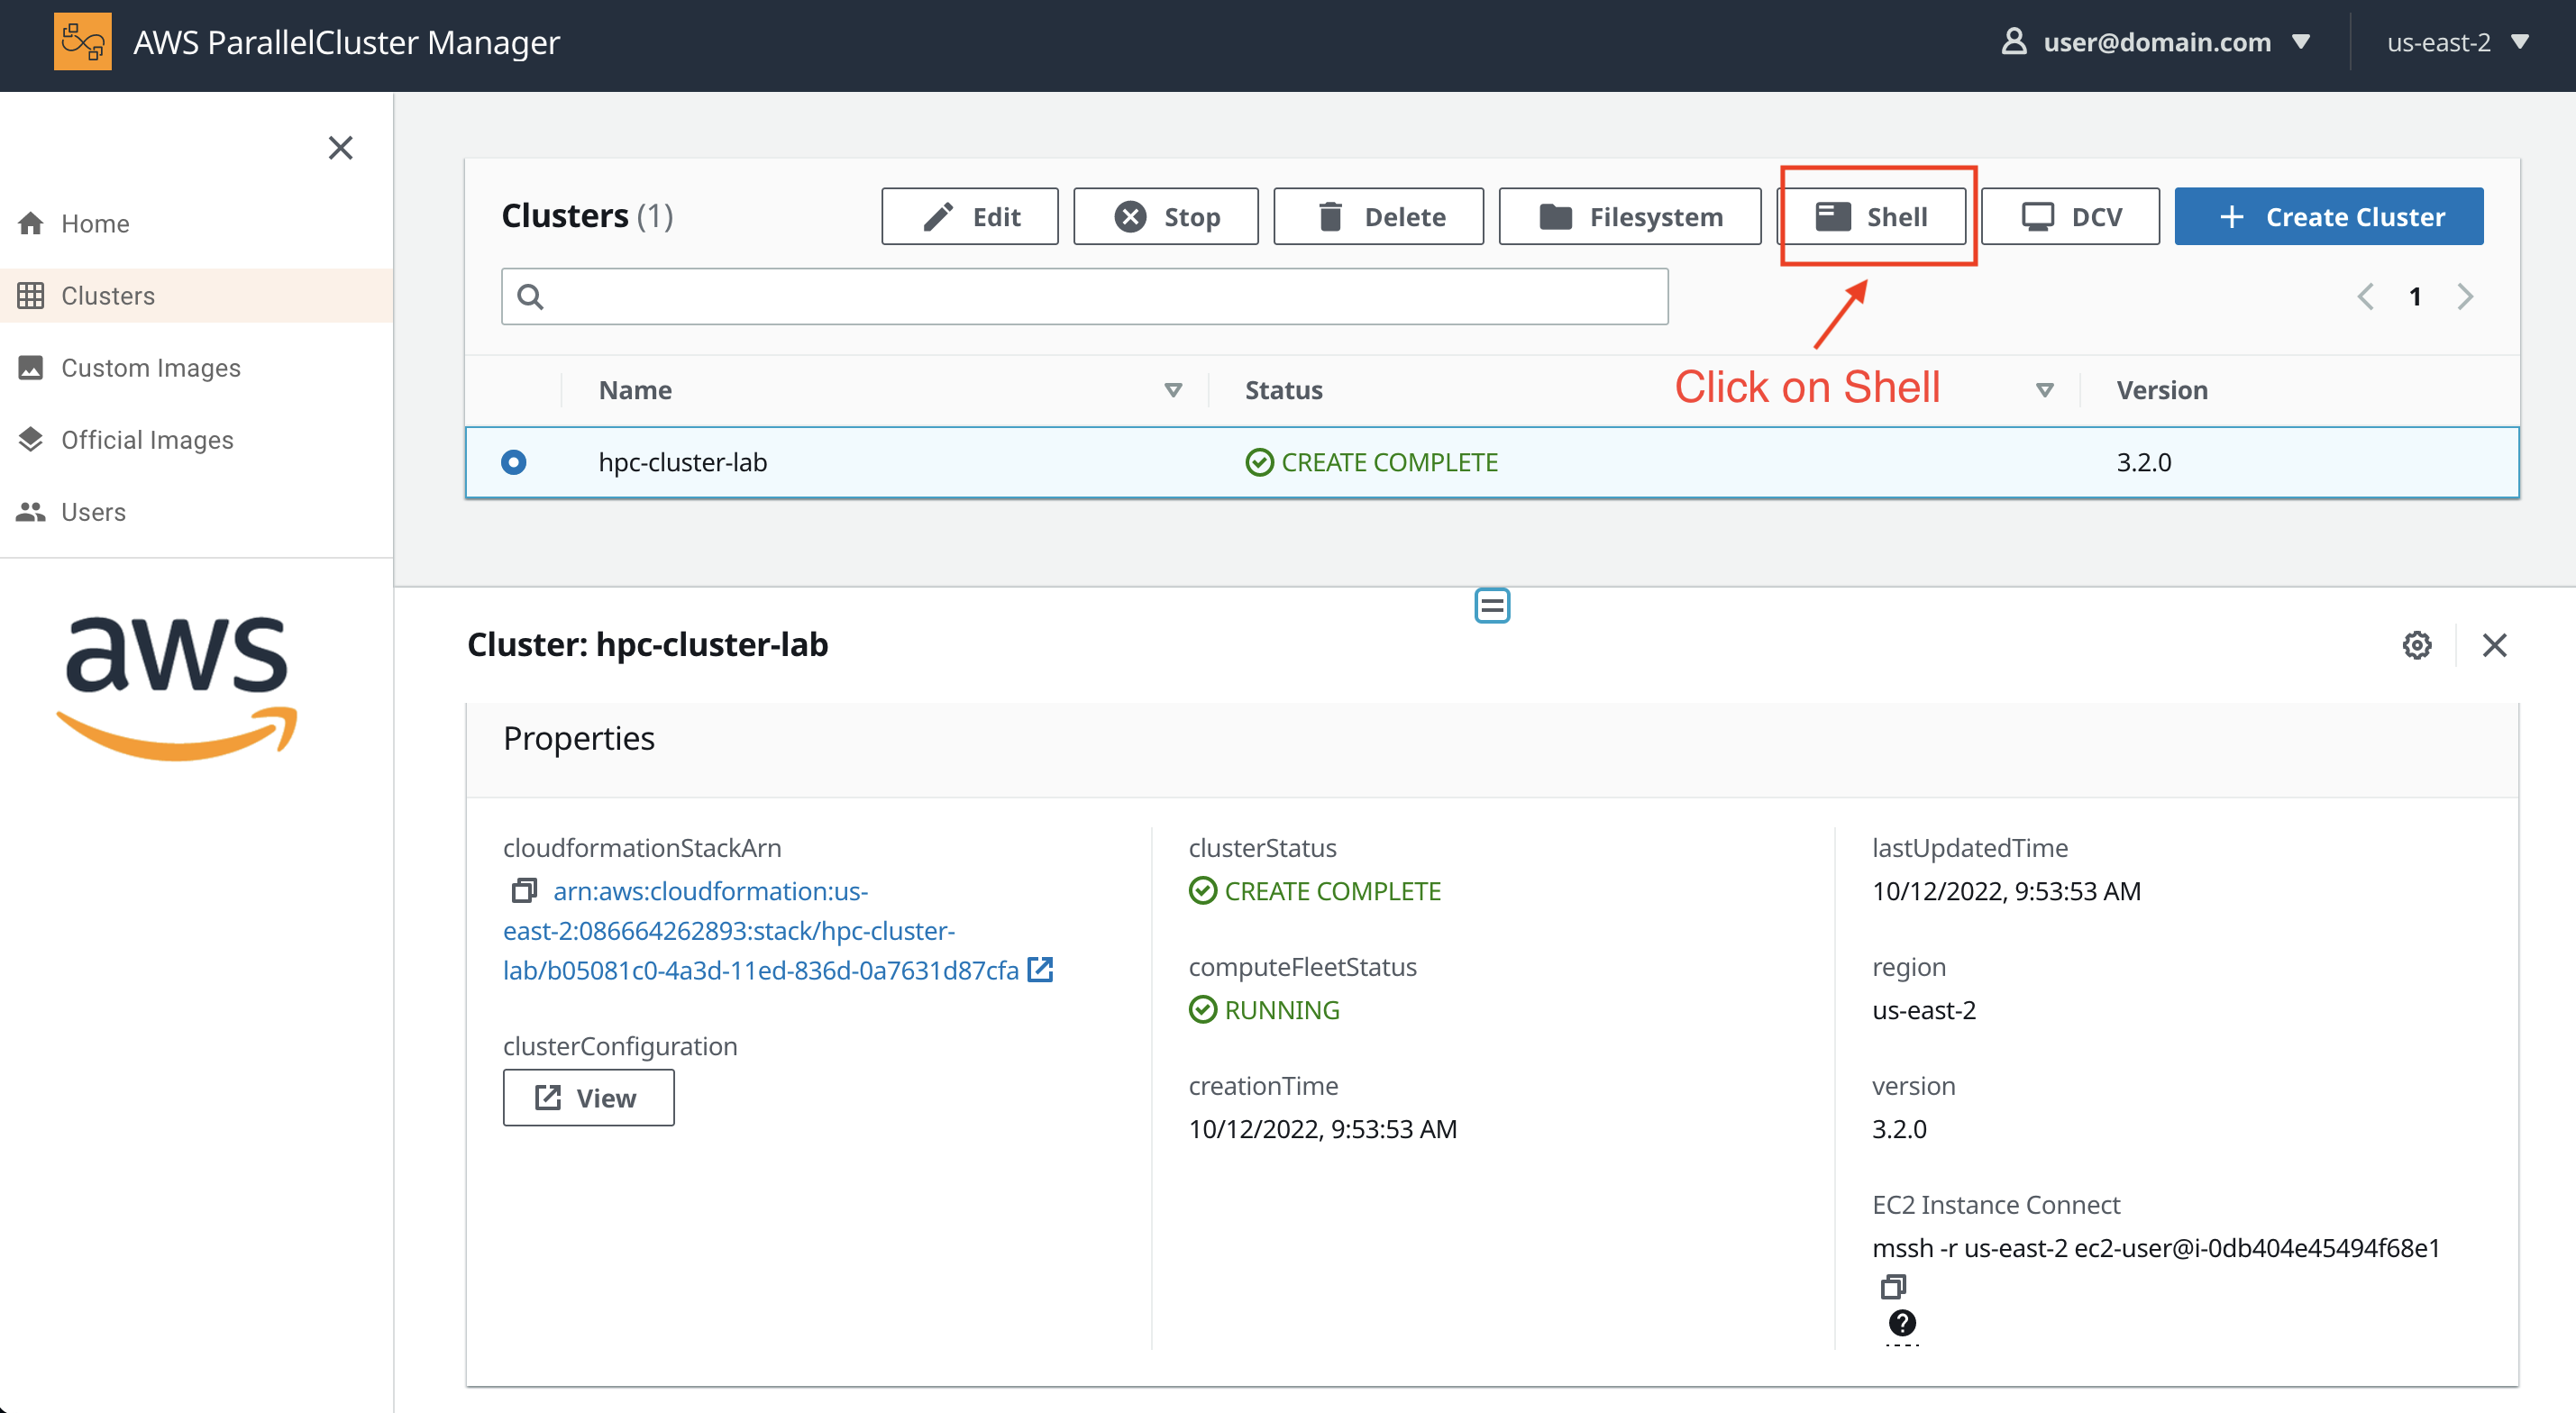 AWS ParallelCluster Manager
user@domain.com
us-east-2
Home
Clusters
Custom Images
Official Images
Users
aws
Clusters (1)
Edit
Stop
Delete
Filesystem
Shell
DCV
Create Cluster
1
Click on Shell
Name
Status
Version
hpc-cluster-lab
CREATE COMPLETE
3.2.0
Cluster: hpc-cluster-lab
Properties
cloudformationStackArn
arn:aws:cloudformation:us-
east-2:086664262893:stack/hpc-cluster-
lab/b05081c0-4a3d-11ed-836d-0a7631d87cfa
clusterConfiguration
View
clusterStatus
CREATE COMPLETE
computeFleetStatus
RUNNING
creationTime
10/12/2022, 9:53:53 AM
lastUpdatedTime
10/12/2022, 9:53:53 AM
region
us-east-2
version
3.2.0
EC2 Instance Connect
mssh -r us-east-2 ec2-user@i-0db404e45494f68e1